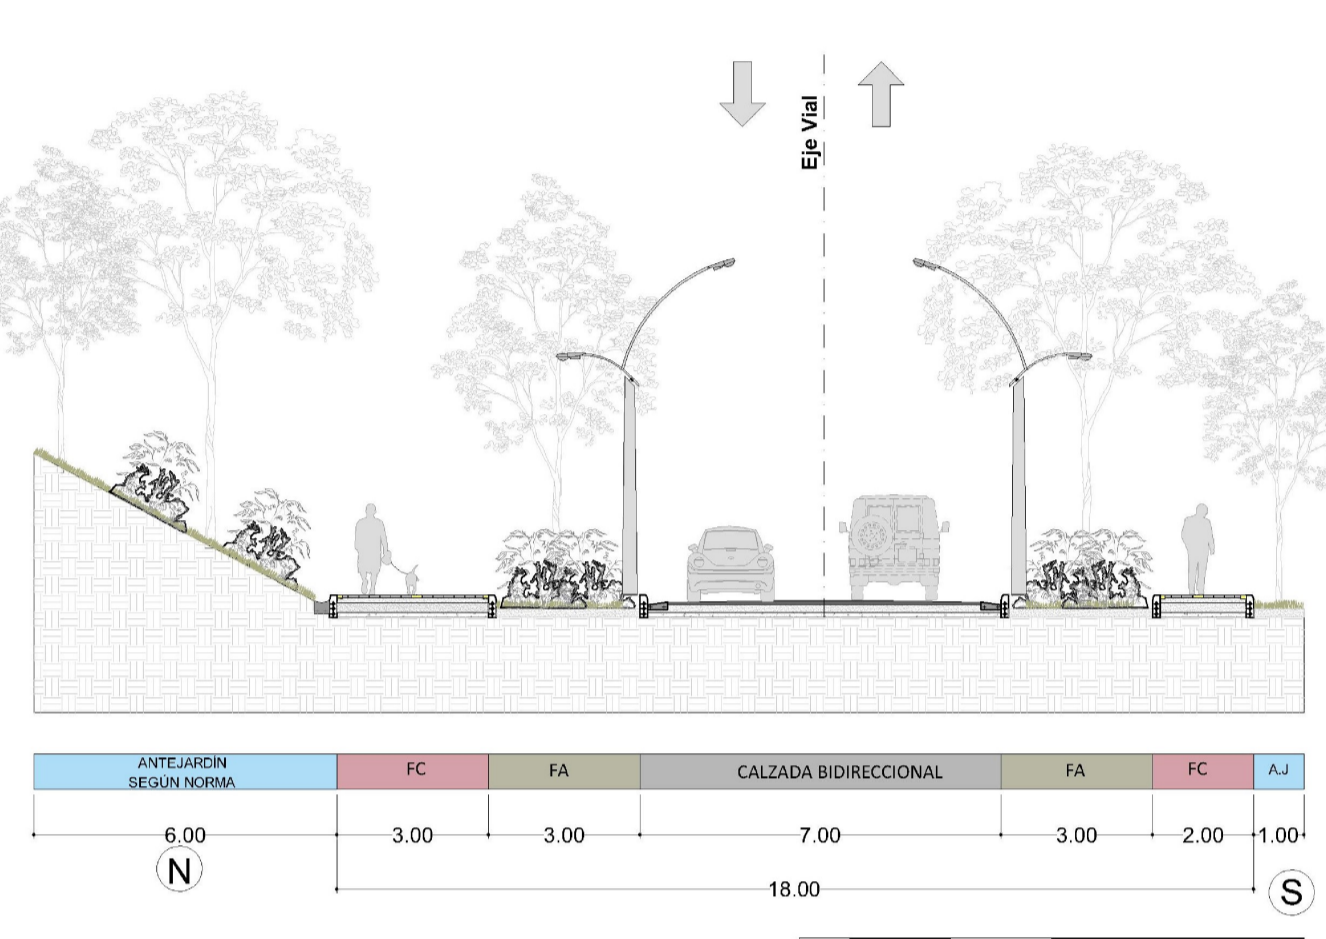 Eje Vial
ANTEJARDÍN
SEGÚN NORMA
FC
FA
CALZADA BIDIRECCIONAL
FA
FC
A.J
6.00
3.00
3.00
7.00
3.00
2.00
1.00
N
18.00
S